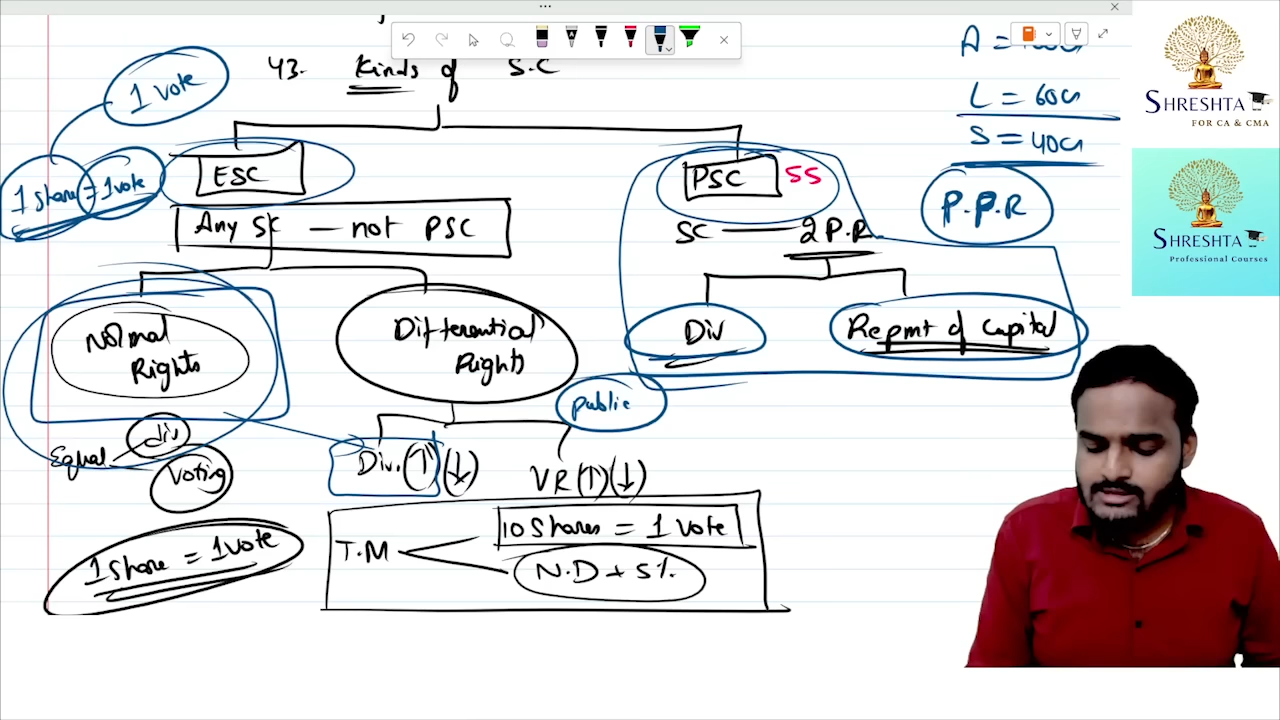 43. Kinds of S.C
1 vote
1 share = 1 vote
ESC
Any SC — not PSC
Normal Rights
Equal
div
Voting
1 share = 1 vote
Differential Rights
Div. (↑) (↓)
VR (↑) (↓)
public
T.M
10 Shares = 1 Vote
N.D + 5%
PSC 55
SC — 2 P.R
Div
Repmt of Capital
P.P.R
L = 60cr
S = 40cr
SHRESHTA
FOR CA & CMA
SHRESHTA
Professional Courses